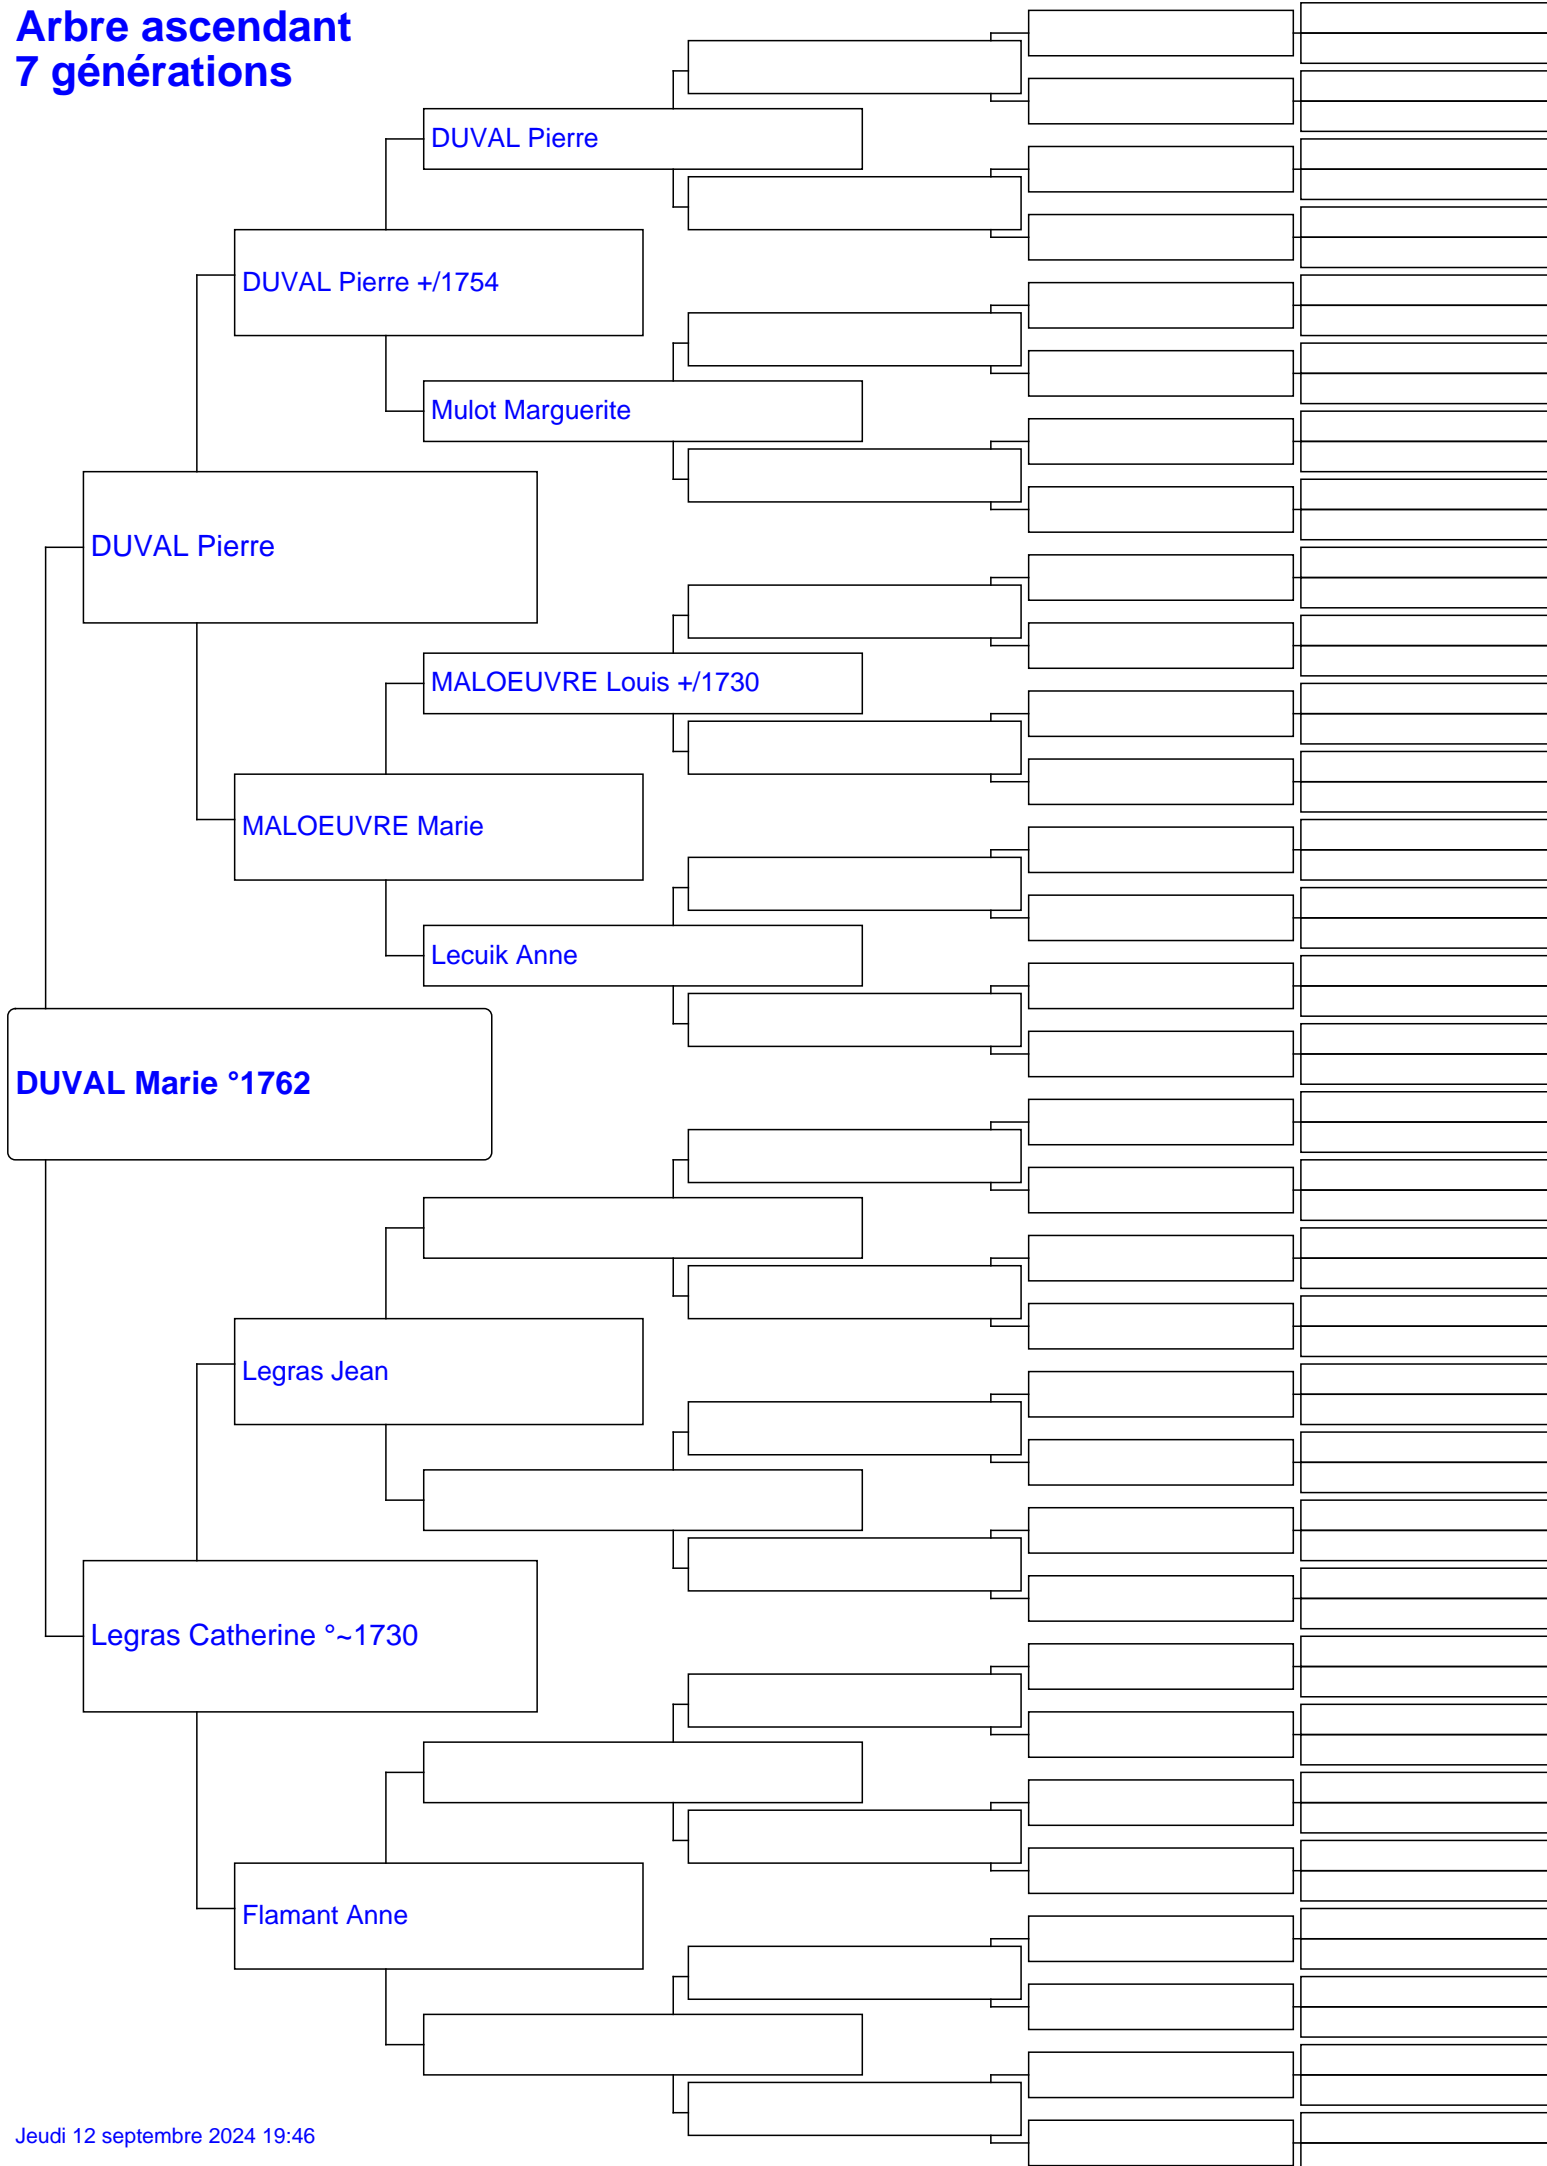 Arbre ascendant
7 générations
DUVAL Pierre
DUVAL Pierre +/1754
Mulot Marguerite
DUVAL Pierre
MALOEUVRE Louis +/1730
MALOEUVRE Marie
Lecuik Anne
DUVAL Marie °1762
Legras Jean
Legras Catherine °~1730
Flamant Anne
Jeudi 12 septembre 2024 19:46